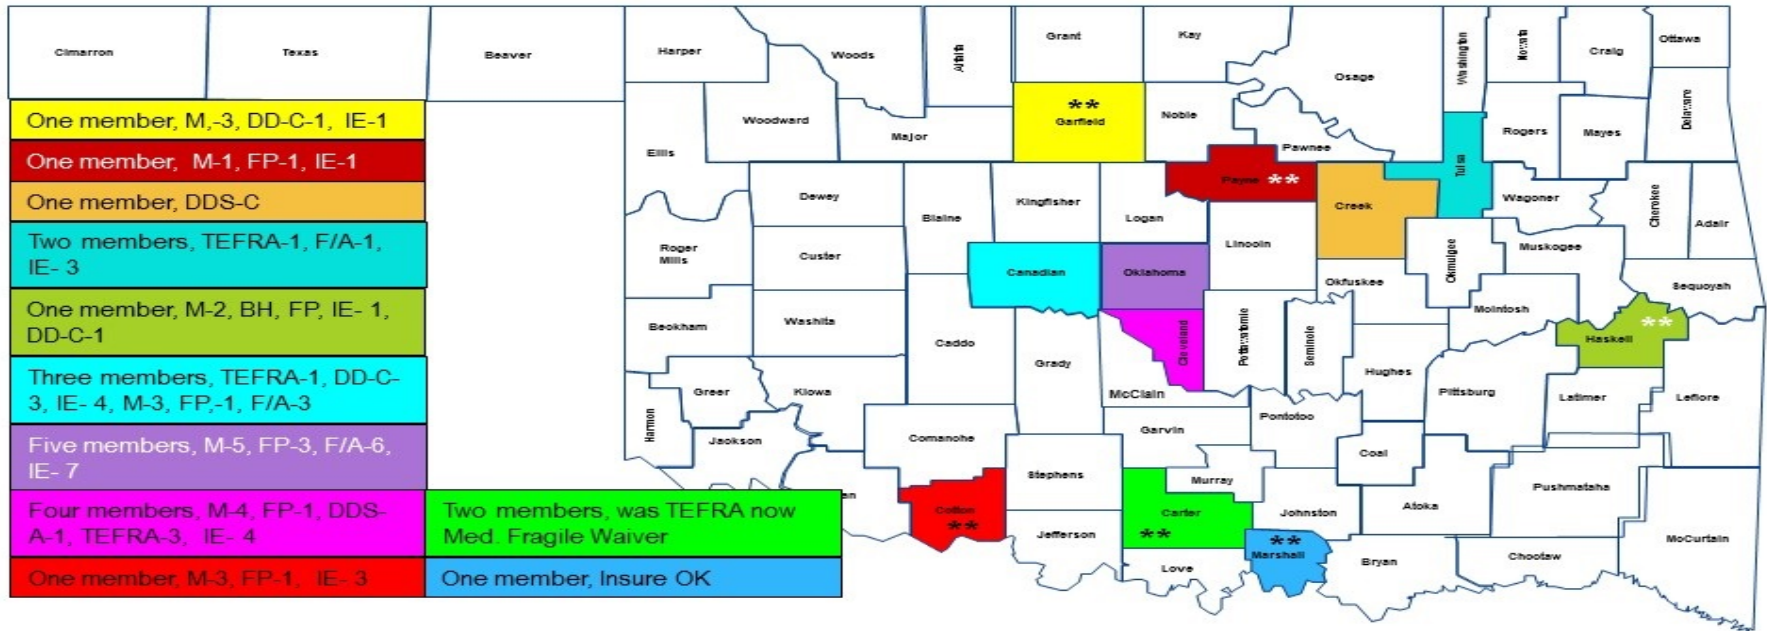 Cimarron
Texas
Beaver
Harper
Woods
Alfalfa
Grant
Kay
Osage
Washington
Nowata
Craig
Ottawa
One member, M,-3, DD-C-1, IE-1
Woodward
Major
**
Garfield
Noble
Pawnee
Rogers
Mayes
Delaware
Ellis
One member, M-1, FP-1, IE-1
Payne **
Tulsa
One member, DDS-C
Dewey
Blaine
Kingfisher
Logan
Creek
Wagoner
Cherokee
Adair
Two members, TEFRA-1, F/A-1,
IE- 3
Roger
Mills
Custer
Canadian
Oklahoma
Lincoln
Okmulgee
Muskogee
One member, M-2, BH, FP, IE- 1,
DD-C-1
Okfuskee
McIntosh
Sequoyah
Beckham
Washita
Caddo
Grady
Cleveland
Pottawatomie
Seminole
**
Haskell
Three members, TEFRA-1, DD-C-
3, IE- 4, M-3, FP,-1, F/A-3
Greer
Kiowa
McClain
Hughes
Pittsburg
Latimer
Leflore
Five members, M-5, FP-3, F/A-6,
IE- 7
Harmon
Jackson
Comanche
Garvin
Pontotoc
Coal
Four members, M-4, FP-1, DDS-
A-1, TEFRA-3, IE- 4
Two members, was TEFRA now
Med. Fragile Waiver
an
Cotton
**
Stephens
Jefferson
Murray
Carter
**
Johnston
Atoka
Pushmataha
One member, M-3, FP-1, IE- 3
One member, Insure OK
Love
**
Marshall
Bryan
Choctaw
McCurtain